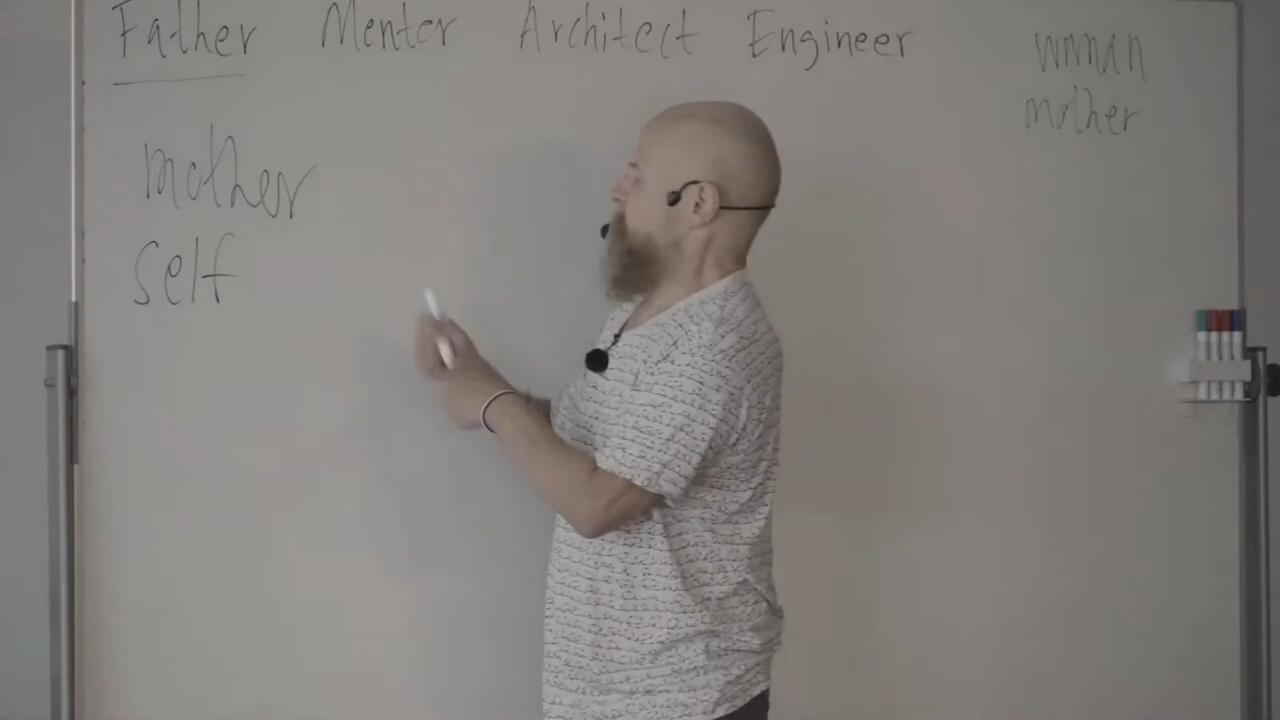 Father Mentor Architect Engineer
woman
mother
mother
self